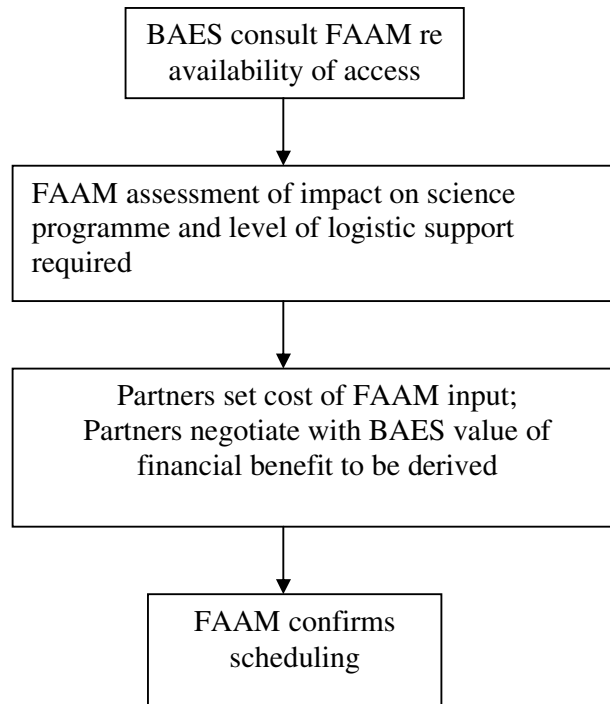 BAES consult FAAM re
availability of access
FAAM assessment of impact on science
programme and level of logistic support
required
Partners set cost of FAAM input;
Partners negotiate with BAES value of
financial benefit to be derived
FAAM confirms
scheduling